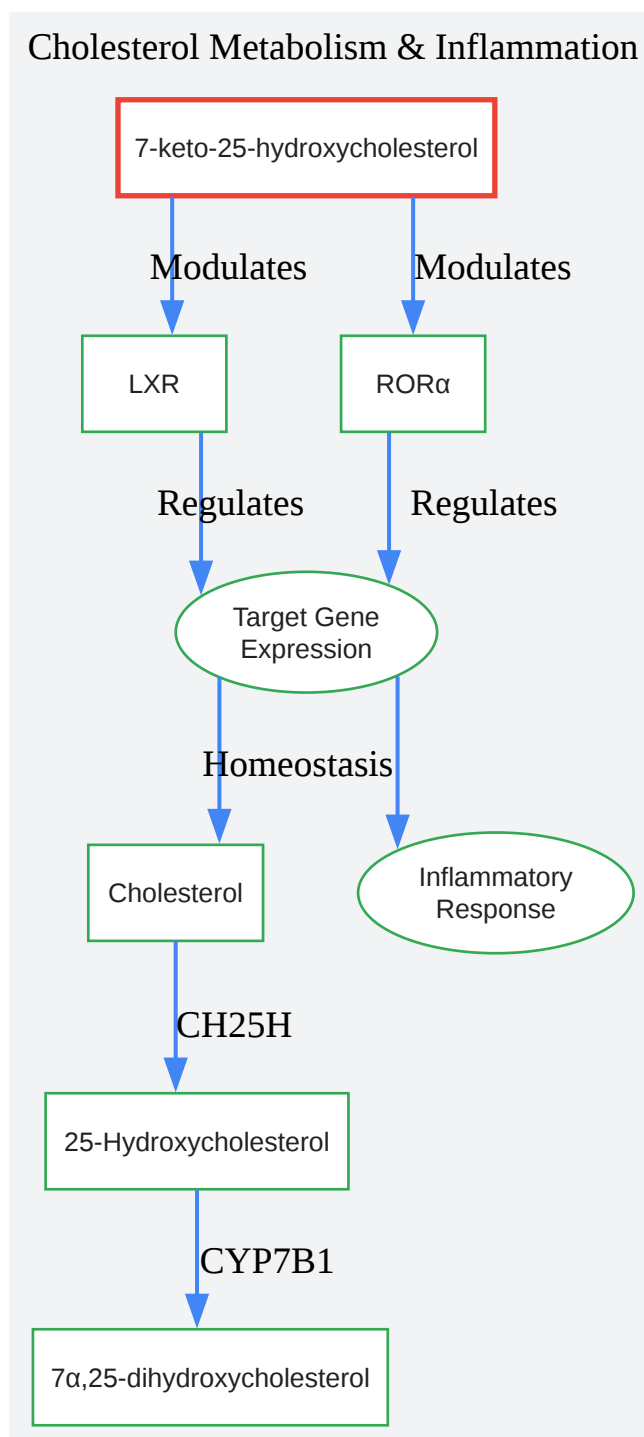 Cholesterol Metabolism & Inflammation
7-keto-25-hydroxycholesterol
Modulates
Modulates
LXR
RORα
Regulates
Regulates
Target Gene
Expression
Homeostasis
Cholesterol
Inflammatory
Response
CH25H
25-Hydroxycholesterol
CYP7B1
7α,25-dihydroxycholesterol